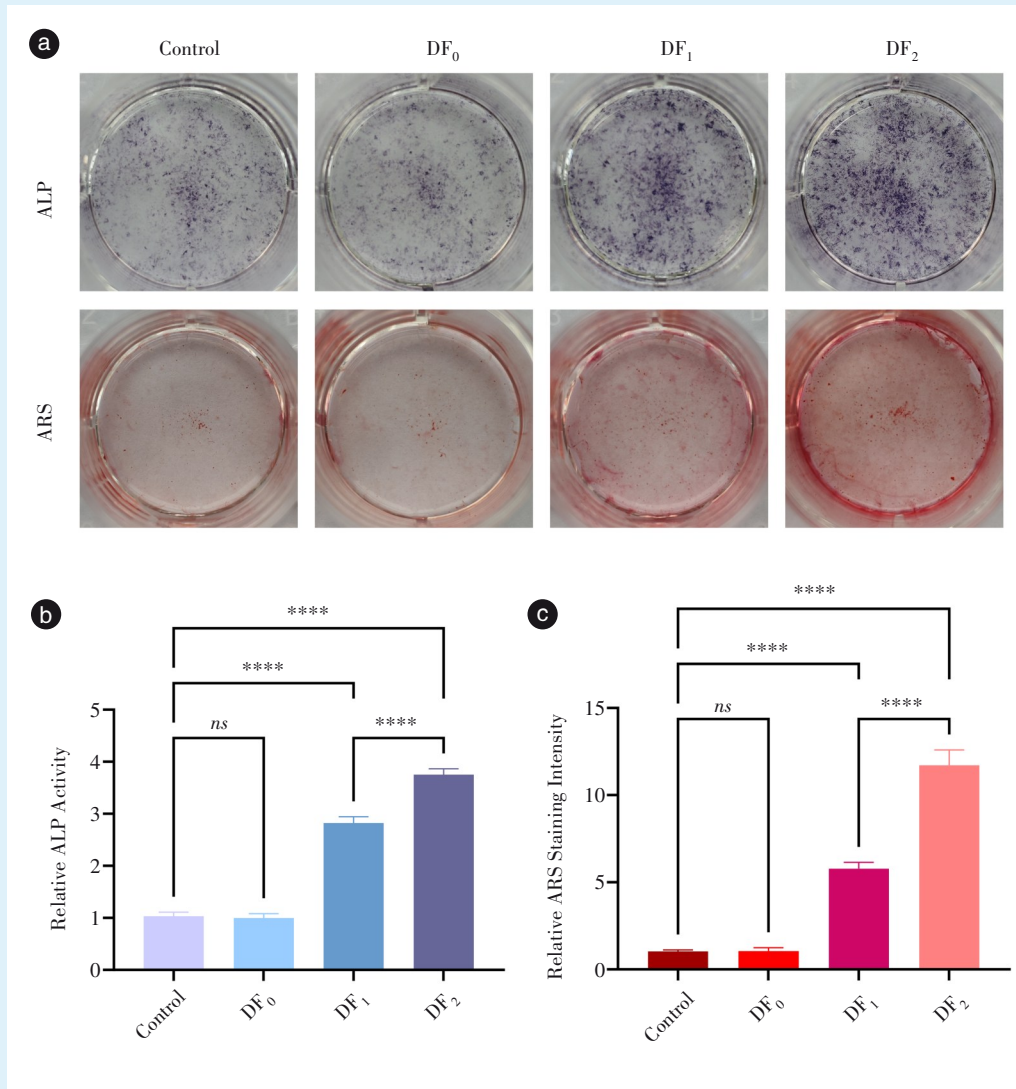 a
Control
DF₀
DF₁
DF₂
ALP
ARS
b
****
****
ns
****
Relative ALP Activity
5
4
3
2
1
0
Control
DF₀
DF₁
DF₂
c
****
****
ns
****
Relative ARS Staining Intensity
15
10
5
0
Control
DF₀
DF₁
DF₂